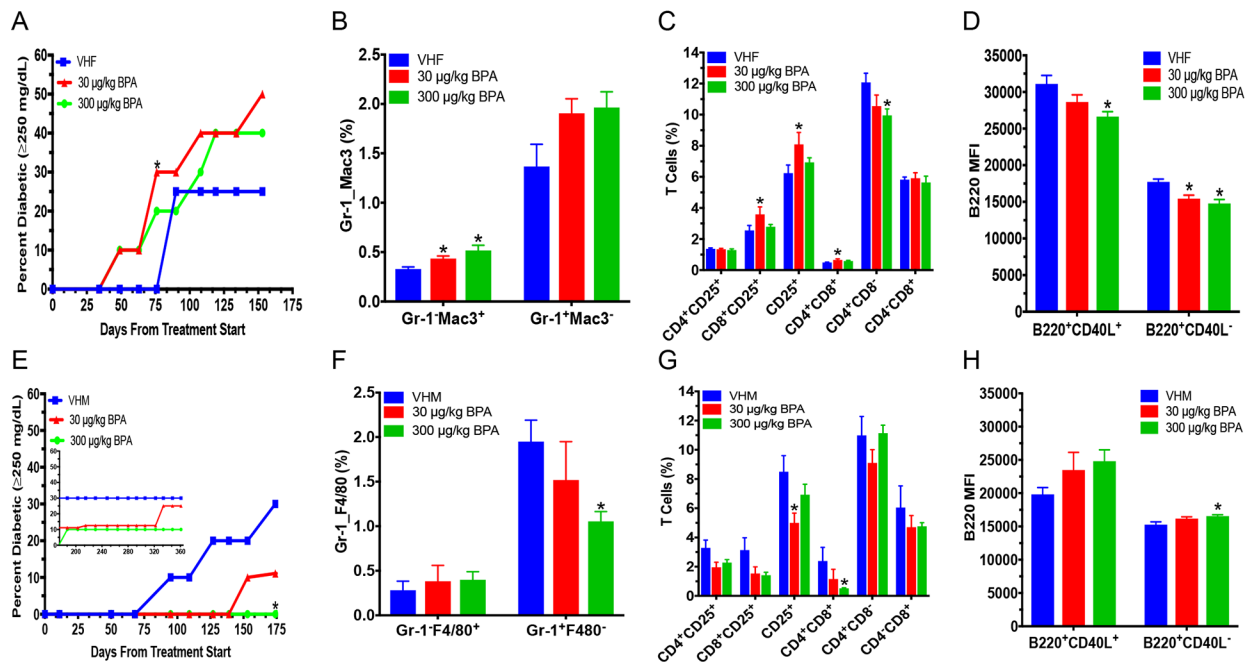 A
Percent Diabetic (≥250 mg/dL)
60
50
40
30
20
10
0
VHF
30 µg/kg BPA
300 µg/kg BPA
*
0 25 50 75 100 125 150 175
Days From Treatment Start
B
Gr-1_Mac3 (%)
2.5
2.0
1.5
1.0
0.5
0.0
VHF
30 µg/kg BPA
300 µg/kg BPA
* *
Gr-1⁻Mac3⁺ Gr-1⁺Mac3⁻
C
T Cells (%)
14
12
10
8
6
4
2
0
VHF
30 µg/kg BPA
300 µg/kg BPA
* * * *
CD4⁺CD25⁺ CD8⁺CD25⁺ CD25⁺ CD4⁺CD8⁺ CD4⁺CD8⁻ CD4⁻CD8⁺
D
B220 MFI
35000
30000
25000
20000
15000
10000
5000
0
VHF
30 µg/kg BPA
300 µg/kg BPA
* * *
B220⁺CD40L⁺ B220⁺CD40L⁻
E
Percent Diabetic (≥250 mg/dL)
60
50
40
30
20
10
0
VHM
30 µg/kg BPA
300 µg/kg BPA
60
50
40
30
20
10
0
200 240 280 320 360
*
0 25 50 75 100 125 150 175
Days From Treatment Start
F
Gr-1_F4/80 (%)
2.5
2.0
1.5
1.0
0.5
0.0
VHM
30 µg/kg BPA
300 µg/kg BPA
*
Gr-1⁻F4/80⁺ Gr-1⁺F480⁻
G
T Cells (%)
14
12
10
8
6
4
2
0
VHM
30 µg/kg BPA
300 µg/kg BPA
* *
CD4⁺CD25⁺ CD8⁺CD25⁺ CD25⁺ CD4⁺CD8⁺ CD4⁺CD8⁻ CD4⁻CD8⁺
H
B220 MFI
35000
30000
25000
20000
15000
10000
5000
0
VHM
30 µg/kg BPA
300 µg/kg BPA
*
B220⁺CD40L⁺ B220⁺CD40L⁻